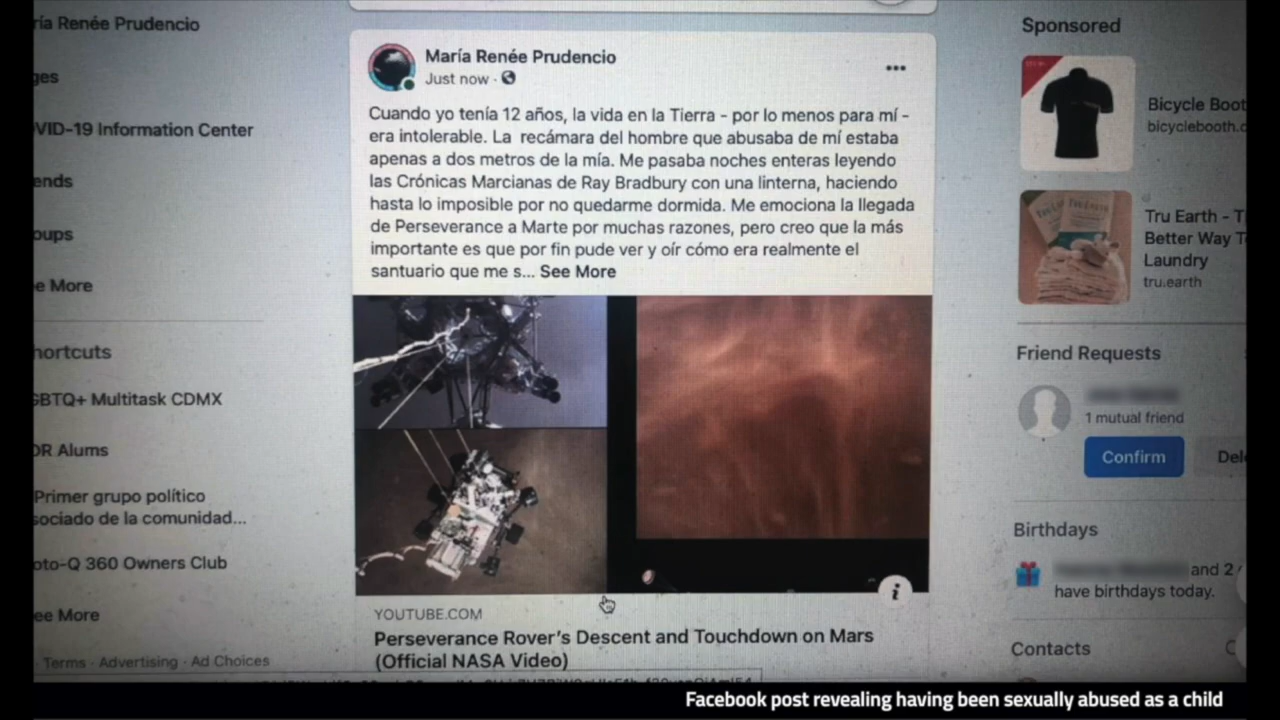 ría Renée Prudencio
ges
VID-19 Information Center
ends
oups
e More
hortcuts
GBTQ+ Multitask CDMX
OR Alums
Primer grupo político
sociado de la comunidad...
oto-Q 360 Owners Club
ee More
Terms · Advertising · Ad Choices
María Renée Prudencio
Just now ·
Cuando yo tenía 12 años, la vida en la Tierra - por lo menos para mí -
era intolerable. La recámara del hombre que abusaba de mí estaba
apenas a dos metros de la mía. Me pasaba noches enteras leyendo
las Crónicas Marcianas de Ray Bradbury con una linterna, haciendo
hasta lo imposible por no quedarme dormida. Me emociona la llegada
de Perseverance a Marte por muchas razones, pero creo que la más
importante es que por fin pude ver y oír cómo era realmente el
santuario que me s... See More
YOUTUBE.COM
Perseverance Rover's Descent and Touchdown on Mars
(Official NASA Video)
Sponsored
Bicycle Boot
bicyclebooth.c
Tru Earth - T
Better Way T
Laundry
tru.earth
Friend Requests
1 mutual friend
Confirm
Dele
Birthdays
and 2
have birthdays today.
Contacts
Facebook post revealing having been sexually abused as a child